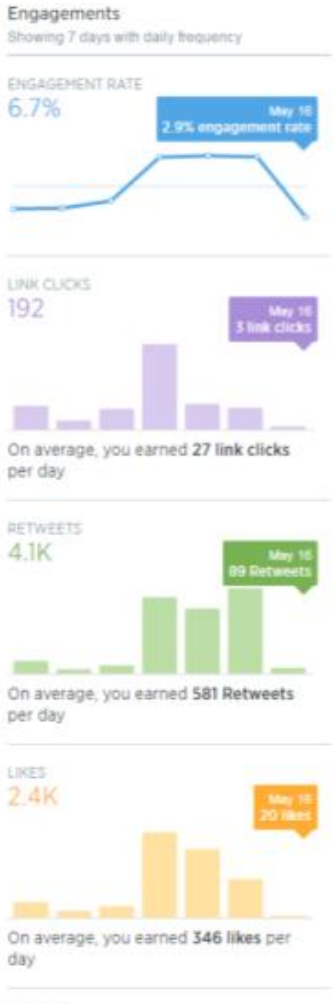 Engagements
Showing 7 days with daily frequency
ENGAGEMENT RATE
6.7%
May 16
2.9% engagement rate
LINK CLICKS
192
May 16
3 link clicks
On average, you earned 27 link clicks
per day
RETWEETS
4.1K
May 16
89 Retweets
On average, you earned 581 Retweets
per day
LIKES
2.4K
May 16
20 likes
On average, you earned 346 likes per
day